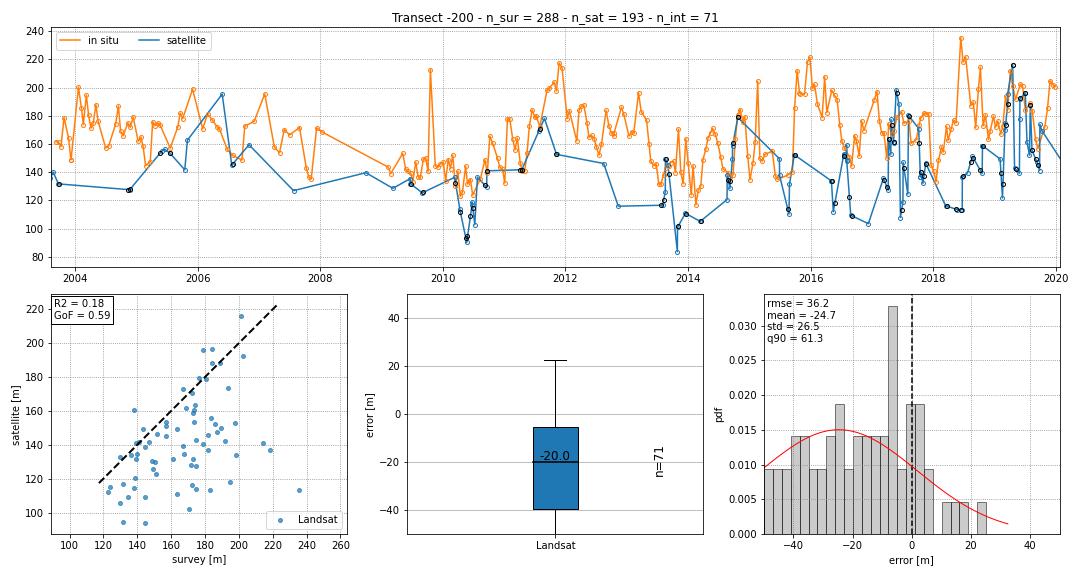 Transect -200 - n_sur = 288 - n_sat = 193 - n_int = 71
in situ
satellite
240
220
200
180
160
140
120
100
80
2004 2006 2008 2010 2012 2014 2016 2018 2020
R2 = 0.18
GoF = 0.59
satellite [m]
220
200
180
160
140
120
100
Landsat
100 120 140 160 180 200 220 240 260
survey [m]
error [m]
40
20
0
−20
−40
-20.0
n=71
Landsat
rmse = 36.2
mean = -24.7
std = 26.5
q90 = 61.3
pdf
0.030
0.025
0.020
0.015
0.010
0.005
0.000
−40 −20 0 20 40
error [m]